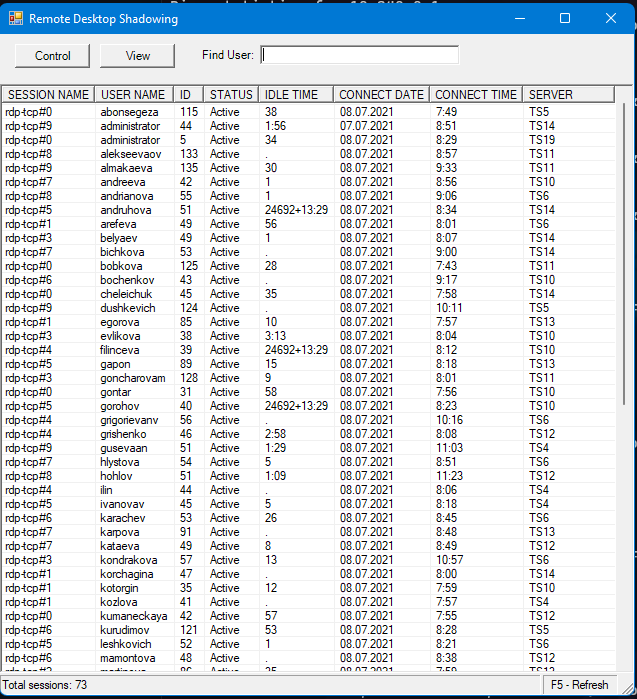 Remote Desktop Shadowing
Control View Find User:
SESSION NAME USER NAME ID STATUS IDLE TIME CONNECT DATE CONNECT TIME SERVER
rdp-tcp#0 abonsegeza 115 Active 38 08.07.2021 7:49 TS5
rdp-tcp#9 administrator 44 Active 1:56 07.07.2021 8:51 TS14
rdp-tcp#0 administrator 5 Active 34 08.07.2021 8:29 TS19
rdp-tcp#8 alekseevaov 133 Active . 08.07.2021 8:57 TS11
rdp-tcp#9 almakaeva 135 Active 30 08.07.2021 9:33 TS11
rdp-tcp#7 andreeva 42 Active 1 08.07.2021 8:56 TS10
rdp-tcp#8 andrianova 55 Active 1 08.07.2021 9:06 TS6
rdp-tcp#5 andruhova 51 Active 24692+13:29 08.07.2021 8:34 TS14
rdp-tcp#1 arefeva 49 Active 56 08.07.2021 8:01 TS6
rdp-tcp#3 belyaev 49 Active 1 08.07.2021 8:07 TS14
rdp-tcp#7 bichkova 53 Active . 08.07.2021 9:00 TS14
rdp-tcp#0 bobkova 125 Active 28 08.07.2021 7:43 TS11
rdp-tcp#6 bochenkov 43 Active . 08.07.2021 9:17 TS10
rdp-tcp#0 cheleichuk 45 Active 35 08.07.2021 7:58 TS14
rdp-tcp#9 dushkevich 124 Active . 08.07.2021 10:11 TS5
rdp-tcp#1 egorova 85 Active 10 08.07.2021 7:57 TS13
rdp-tcp#3 evlikova 38 Active 3:13 08.07.2021 8:04 TS10
rdp-tcp#4 filinceva 39 Active 24692+13:29 08.07.2021 8:12 TS10
rdp-tcp#5 gapon 89 Active 15 08.07.2021 8:18 TS13
rdp-tcp#3 goncharovam 128 Active 9 08.07.2021 8:01 TS11
rdp-tcp#0 gontar 31 Active 58 08.07.2021 7:56 TS10
rdp-tcp#5 gorohov 40 Active 24692+13:29 08.07.2021 8:23 TS10
rdp-tcp#4 grigorievanv 56 Active . 08.07.2021 10:16 TS6
rdp-tcp#4 grishenko 46 Active 2:58 08.07.2021 8:08 TS12
rdp-tcp#9 gusevaan 51 Active 1:29 08.07.2021 11:03 TS4
rdp-tcp#7 hlystova 54 Active 5 08.07.2021 8:51 TS6
rdp-tcp#8 hohlov 51 Active 1:09 08.07.2021 11:23 TS12
rdp-tcp#4 ilin 44 Active . 08.07.2021 8:06 TS4
rdp-tcp#5 ivanovav 45 Active 5 08.07.2021 8:18 TS4
rdp-tcp#6 karachev 53 Active 26 08.07.2021 8:45 TS6
rdp-tcp#7 karpova 91 Active . 08.07.2021 8:48 TS13
rdp-tcp#7 kataeva 49 Active 8 08.07.2021 8:49 TS12
rdp-tcp#3 kondrakova 57 Active 13 08.07.2021 10:57 TS6
rdp-tcp#1 korchagina 47 Active . 08.07.2021 8:00 TS14
rdp-tcp#1 kotorgin 35 Active 12 08.07.2021 7:59 TS10
rdp-tcp#1 kozlova 41 Active . 08.07.2021 7:57 TS4
rdp-tcp#0 kumaneckaya 42 Active 57 08.07.2021 7:55 TS12
rdp-tcp#6 kurudimov 121 Active 53 08.07.2021 8:28 TS5
rdp-tcp#5 leshkovich 52 Active 1 08.07.2021 8:21 TS6
rdp-tcp#6 mamontova 48 Active . 08.07.2021 8:38 TS12
Total sessions: 73 F5 - Refresh